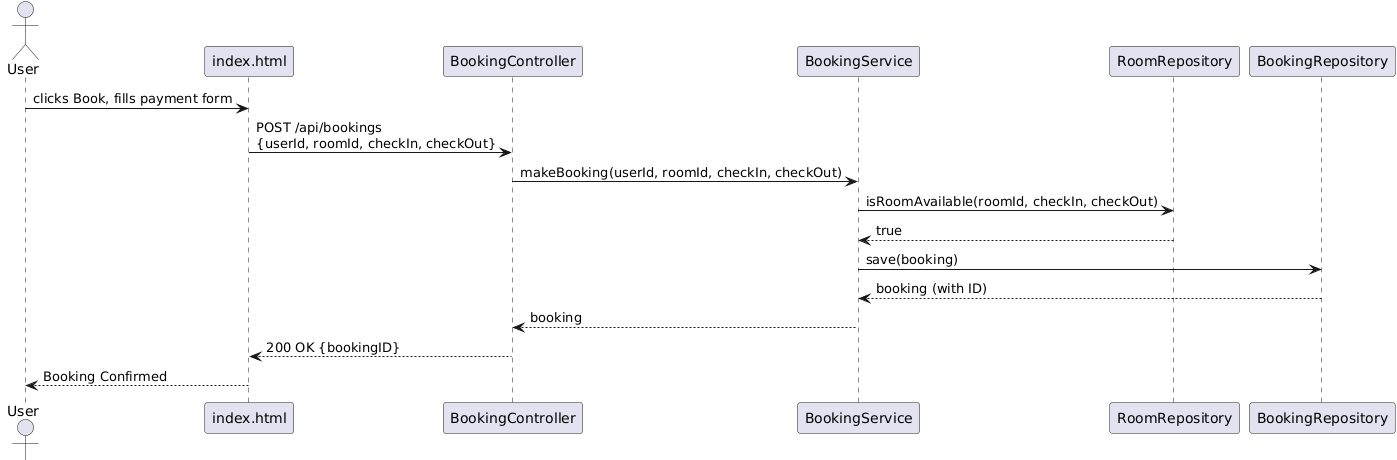 User
index.html
BookingController
BookingService
RoomRepository
BookingRepository
clicks Book, fills payment form
POST /api/bookings
{userId, roomId, checkIn, checkOut}
makeBooking(userId, roomId, checkIn, checkOut)
isRoomAvailable(roomId, checkIn, checkOut)
true
save(booking)
booking (with ID)
booking
200 OK {bookingID}
Booking Confirmed
User
index.html
BookingController
BookingService
RoomRepository
BookingRepository